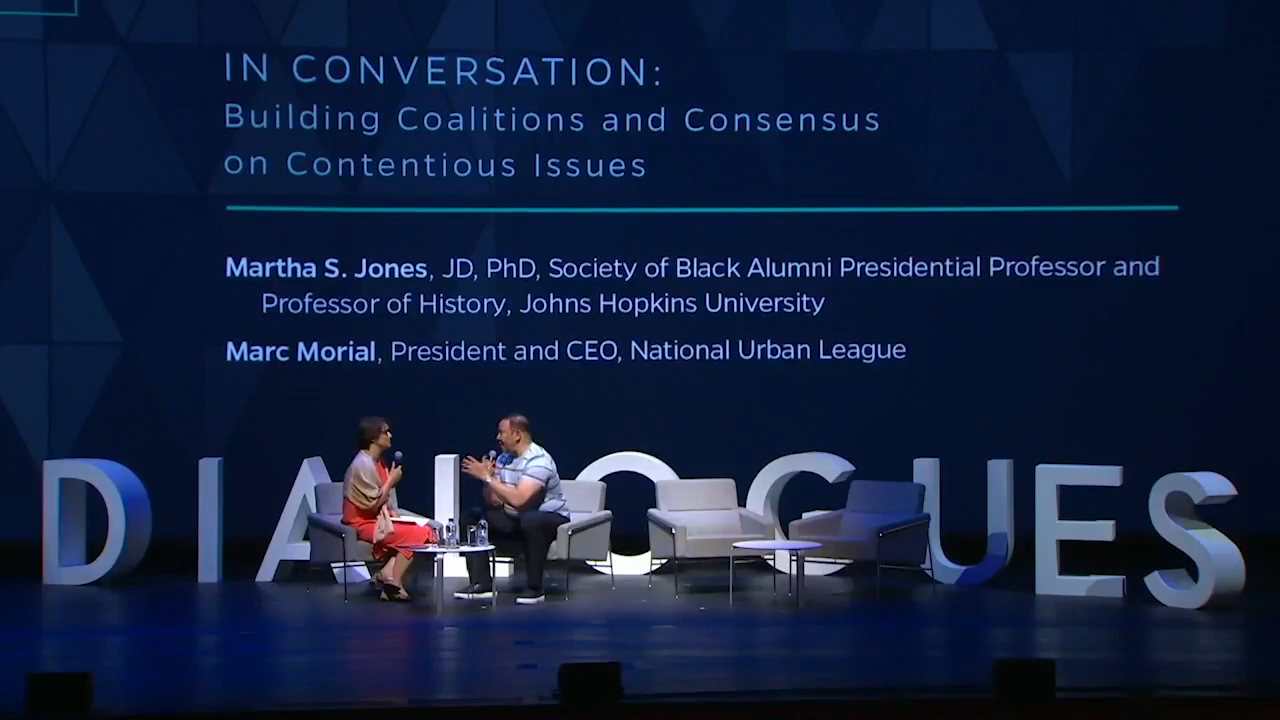 IN CONVERSATION:
Building Coalitions and Consensus
on Contentious Issues
Martha S. Jones, JD, PhD, Society of Black Alumni Presidential Professor and
Professor of History, Johns Hopkins University
Marc Morial, President and CEO, National Urban League
DIALOGUES